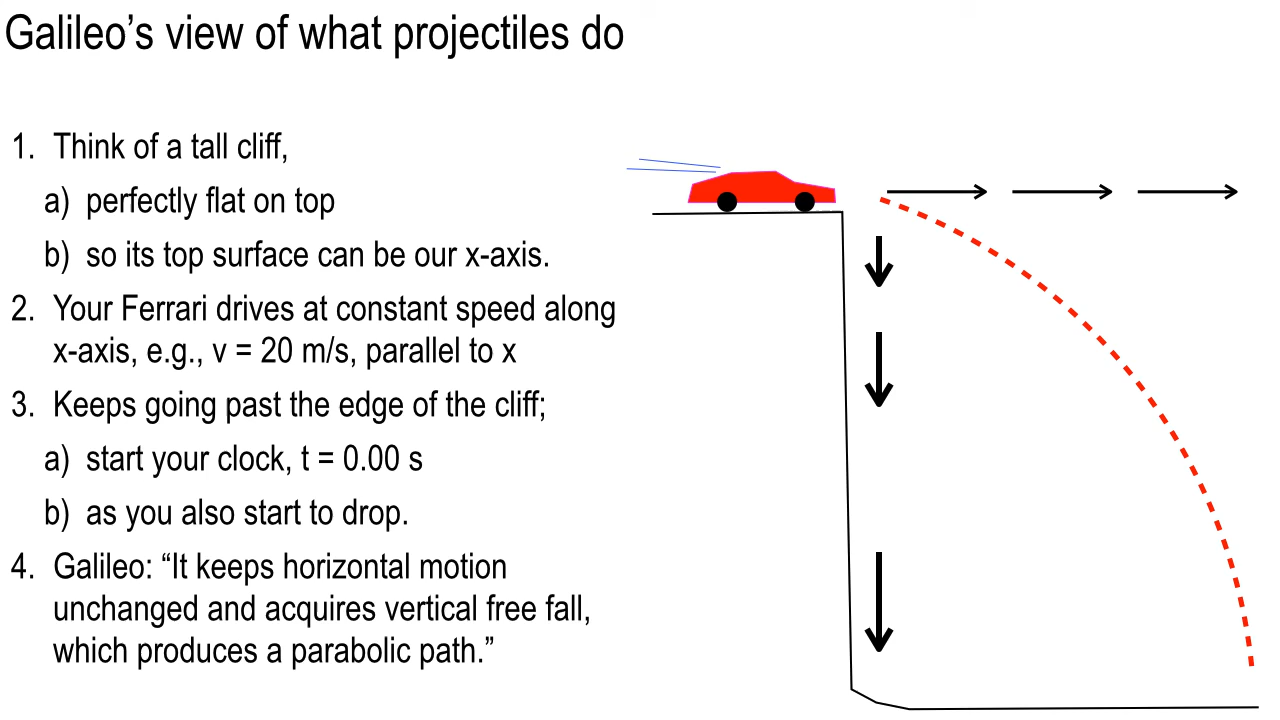 Galileo’s view of what projectiles do
1. Think of a tall cliff,
a) perfectly flat on top
b) so its top surface can be our x-axis.
2. Your Ferrari drives at constant speed along
x-axis, e.g., v = 20 m/s, parallel to x
3. Keeps going past the edge of the cliff;
a) start your clock, t = 0.00 s
b) as you also start to drop.
4. Galileo: “It keeps horizontal motion
unchanged and acquires vertical free fall,
which produces a parabolic path.”